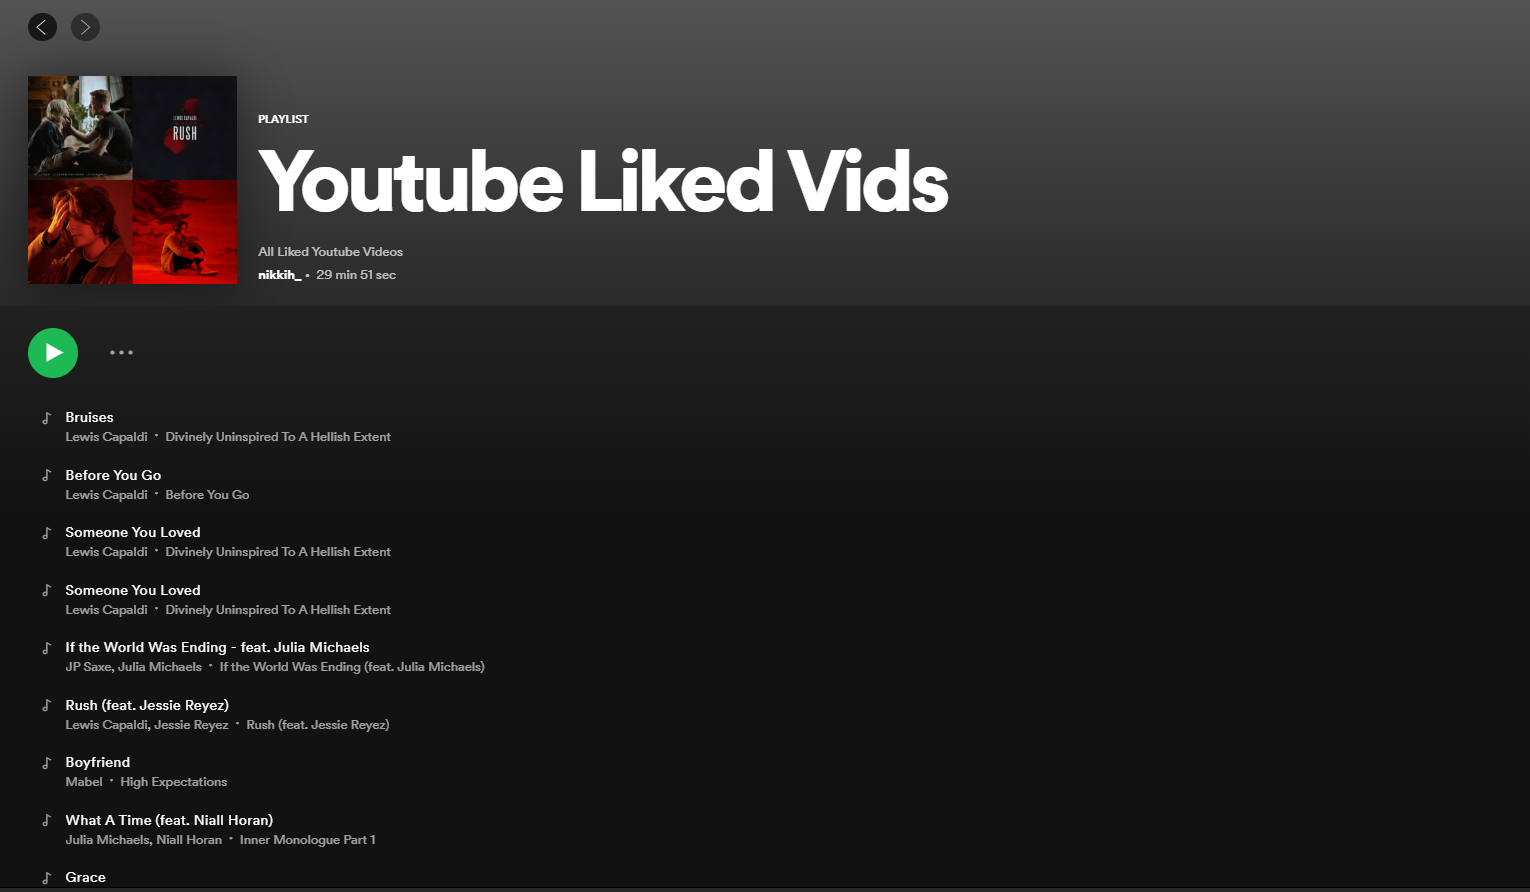 LEWIS CAPALDI
RUSH
PLAYLIST
Youtube Liked Vids
All Liked Youtube Videos
nikkih_ • 29 min 51 sec
Bruises
Lewis Capaldi • Divinely Uninspired To A Hellish Extent
Before You Go
Lewis Capaldi • Before You Go
Someone You Loved
Lewis Capaldi • Divinely Uninspired To A Hellish Extent
Someone You Loved
Lewis Capaldi • Divinely Uninspired To A Hellish Extent
If the World Was Ending - feat. Julia Michaels
JP Saxe, Julia Michaels • If the World Was Ending (feat. Julia Michaels)
Rush (feat. Jessie Reyez)
Lewis Capaldi, Jessie Reyez • Rush (feat. Jessie Reyez)
Boyfriend
Mabel • High Expectations
What A Time (feat. Niall Horan)
Julia Michaels, Niall Horan • Inner Monologue Part 1
Grace